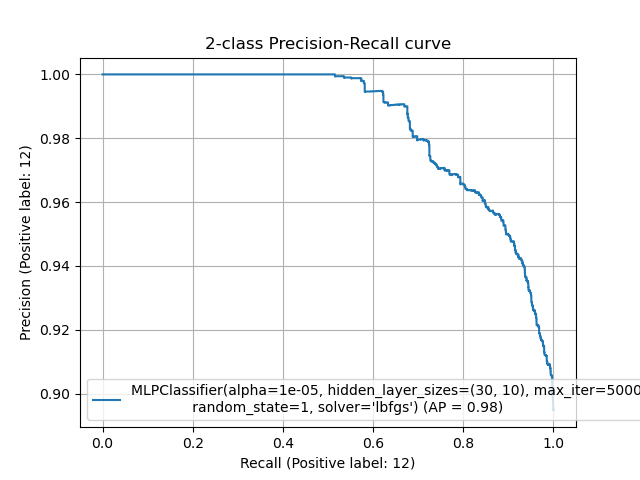 2-class Precision-Recall curve
1.00
0.98
0.96
0.94
0.92
0.90
Precision (Positive label: 12)
MLPClassifier(alpha=1e-05, hidden_layer_sizes=(30, 10), max_iter=5000
random_state=1, solver='lbfgs') (AP = 0.98)
0.0 0.2 0.4 0.6 0.8 1.0
Recall (Positive label: 12)